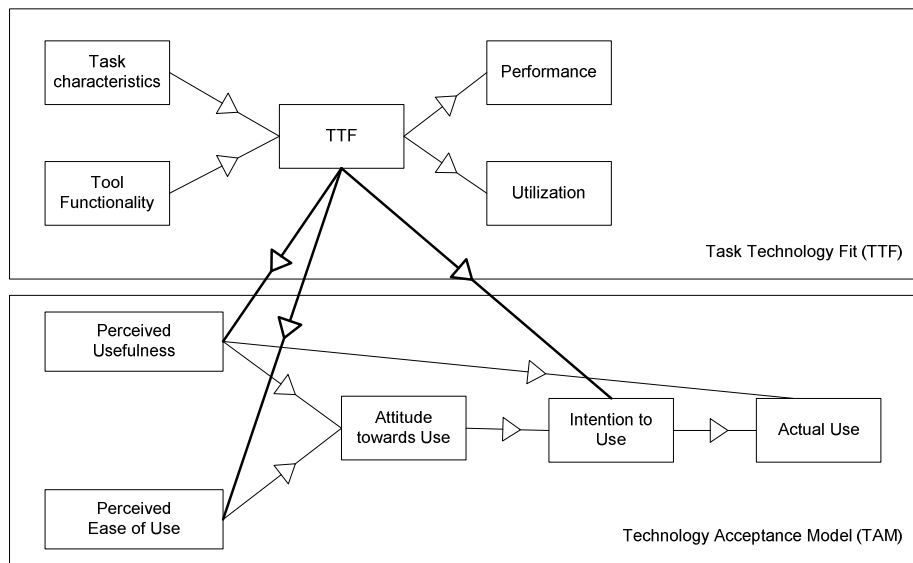 Task
characteristics
Performance
TTF
Tool
Functionality
Utilization
Task Technology Fit (TTF)
Perceived
Usefulness
Attitude
towards Use
Intention to
Use
Actual Use
Perceived
Ease of Use
Technology Acceptance Model (TAM)